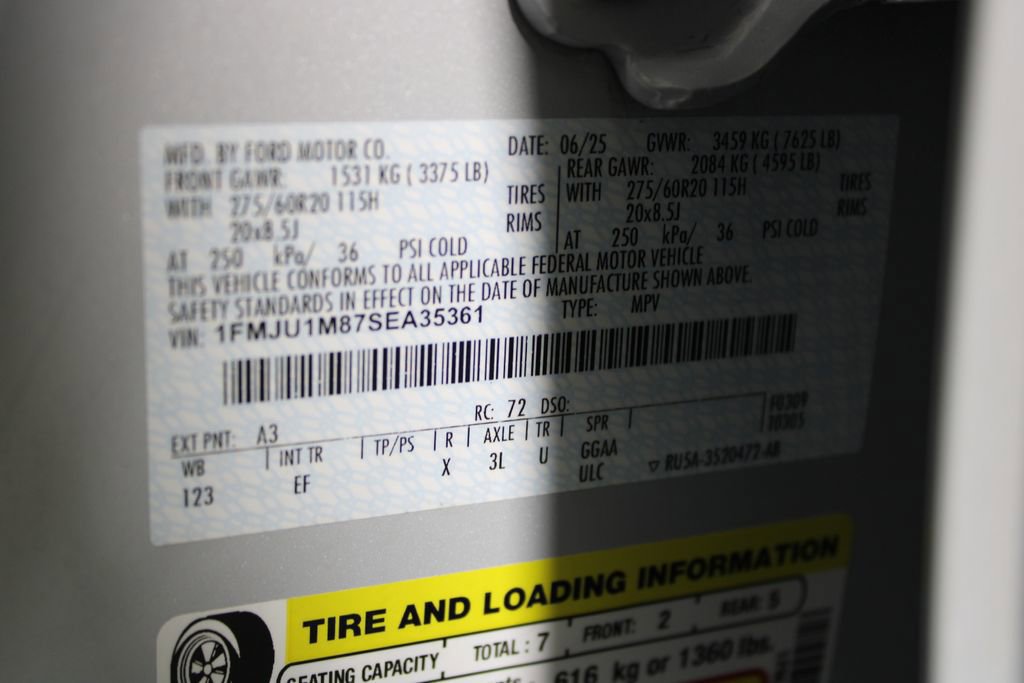 MFD. BY FORD MOTOR CO. DATE: 06/25 GVWR: 3459 KG ( 7625 LB)
FRONT GAWR: 1531 KG ( 3375 LB) REAR GAWR: 2084 KG ( 4595 LB)
WITH 275/60R20 115H TIRES WITH 275/60R20 115H TIRES
20x8.5J RIMS 20x8.5J RIMS
AT 250 kPa/ 36 PSI COLD AT 250 kPa/ 36 PSI COLD
THIS VEHICLE CONFORMS TO ALL APPLICABLE FEDERAL MOTOR VEHICLE
SAFETY STANDARDS IN EFFECT ON THE DATE OF MANUFACTURE SHOWN ABOVE.
VIN: 1FMJU1M87SEA35361 TYPE: MPV
EXT PNT: A3 RC: 72 DSO: F0309
WB INT TR TP/PS R AXLE TR SPR T0305
123 EF X 3L U GGAA
ULC RU5A-3520472-AB
TIRE AND LOADING INFORMATION
SEATING CAPACITY TOTAL : 7 FRONT: 2 REAR: 5
616 kg or 1360 lbs.